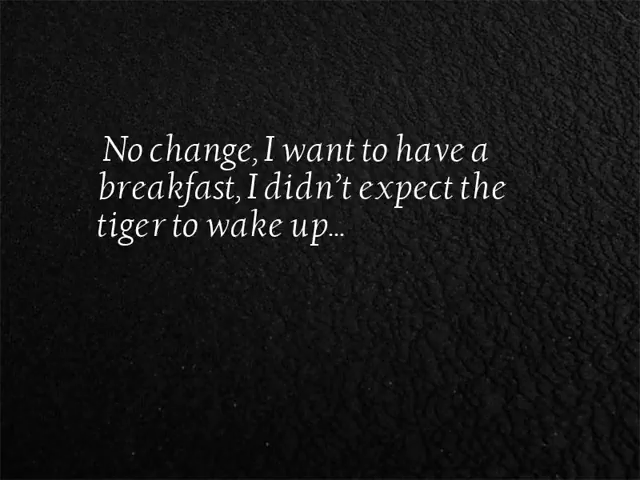 No change, I want to have a
breakfast, I didn't expect the
tiger to wake up...